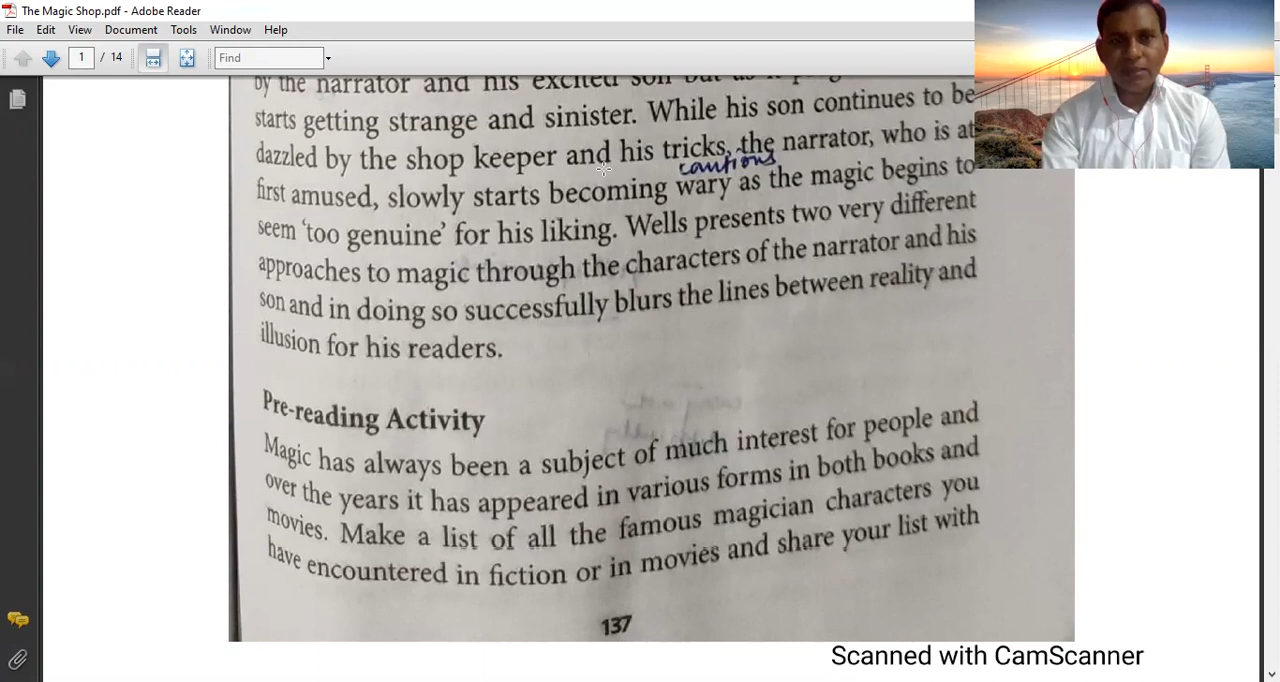 The Magic Shop.pdf - Adobe Reader
File Edit View Document Tools Window Help
1 / 14 Find
by the narrator and his excited son but as it
starts getting strange and sinister. While his son continues to be
dazzled by the shop keeper and his tricks, the narrator, who is at
cautions
first amused, slowly starts becoming wary as the magic begins to
seem 'too genuine' for his liking. Wells presents two very different
approaches to magic through the characters of the narrator and his
son and in doing so successfully blurs the lines between reality and
illusion for his readers.
Pre-reading Activity
Magic has always been a subject of much interest for people and
over the years it has appeared in various forms in both books and
movies. Make a list of all the famous magician characters you
have encountered in fiction or in movies and share your list with
137
Scanned with CamScanner